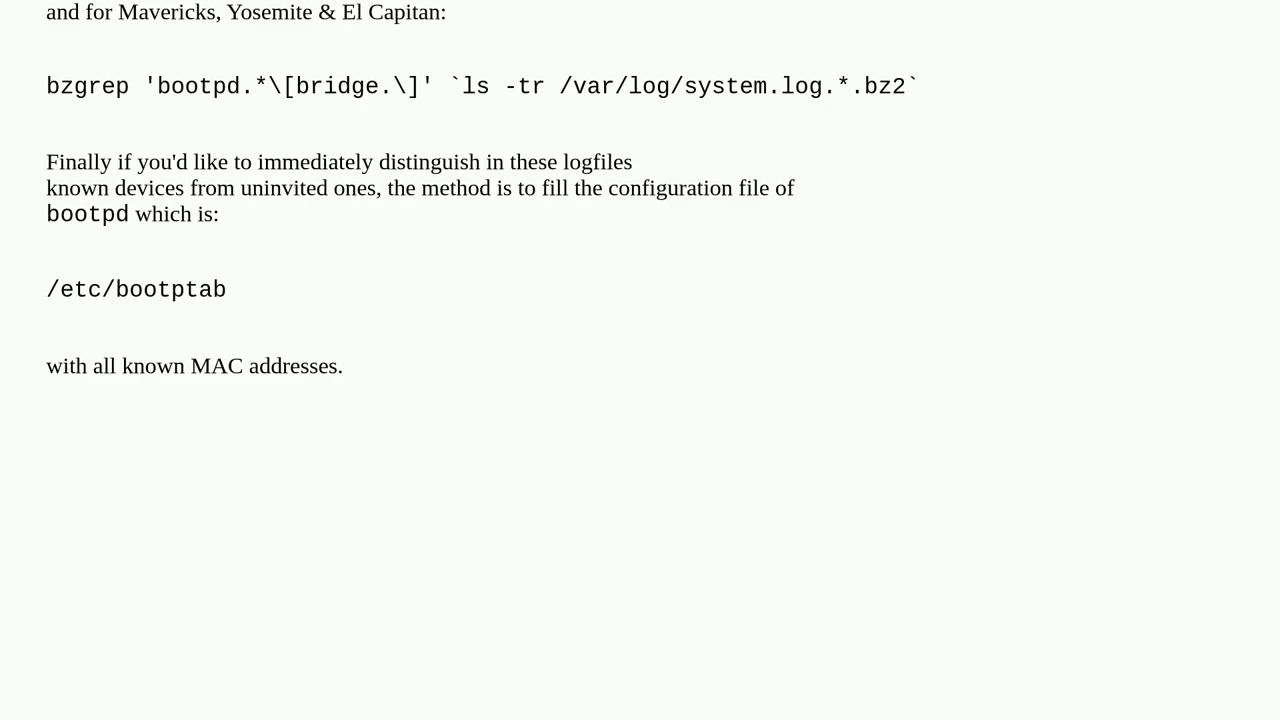 and for Mavericks, Yosemite & El Capitan:
bzgrep 'bootpd.*\[bridge.\]' `ls -tr /var/log/system.log.*.bz2`
Finally if you'd like to immediately distinguish in these logfiles
known devices from uninvited ones, the method is to fill the configuration file of
bootpd which is:
/etc/bootptab
with all known MAC addresses.